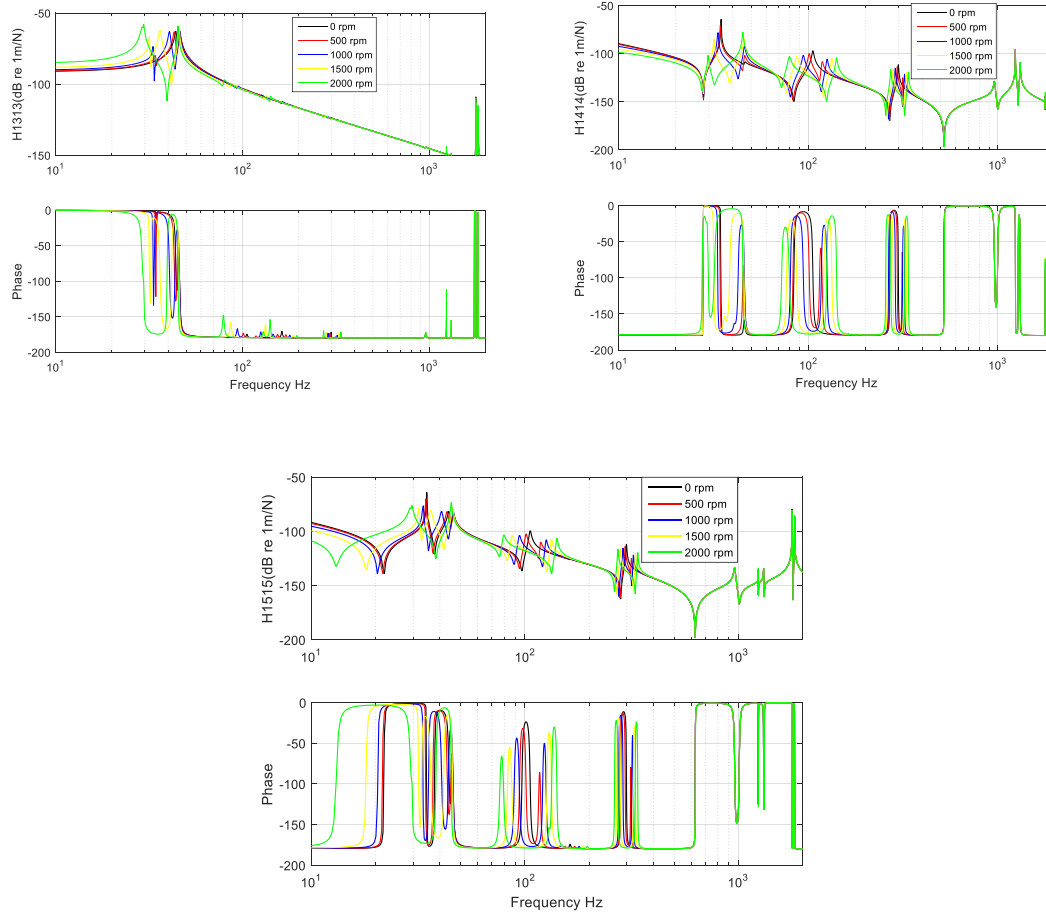 -50
H1313(dB re 1m/N)
-100
-150
10^1
10^2
10^3
0 rpm
500 rpm
1000 rpm
1500 rpm
2000 rpm
0
-50
Phase
-100
-150
-200
10^1
10^2
10^3
Frequency Hz
-50
H1414(dB re 1m/N)
-100
-150
-200
10^1
10^2
10^3
0 rpm
500 rpm
1000 rpm
1500 rpm
2000 rpm
0
-50
Phase
-100
-150
-200
10^1
10^2
10^3
Frequency Hz
-50
H1515(dB re 1m/N)
-100
-150
-200
10^1
10^2
10^3
0 rpm
500 rpm
1000 rpm
1500 rpm
2000 rpm
0
-50
Phase
-100
-150
-200
10^1
10^2
10^3
Frequency Hz